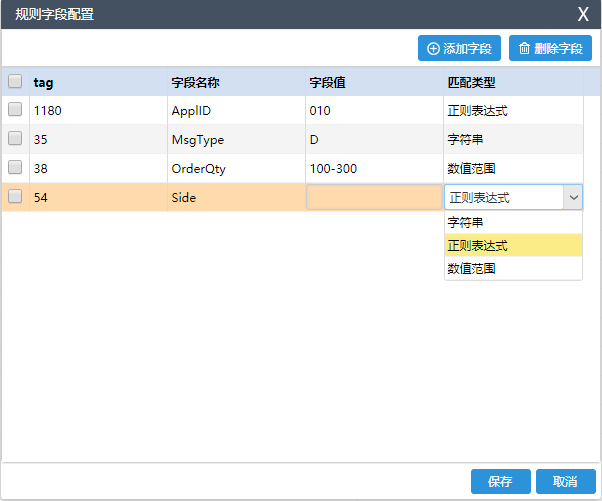 规则字段配置 X
添加字段 删除字段
tag 字段名称 字段值 匹配类型
1180 ApplID 010 正则表达式
35 MsgType D 字符串
38 OrderQty 100-300 数值范围
54 Side 正则表达式
字符串
正则表达式
数值范围
保存 取消